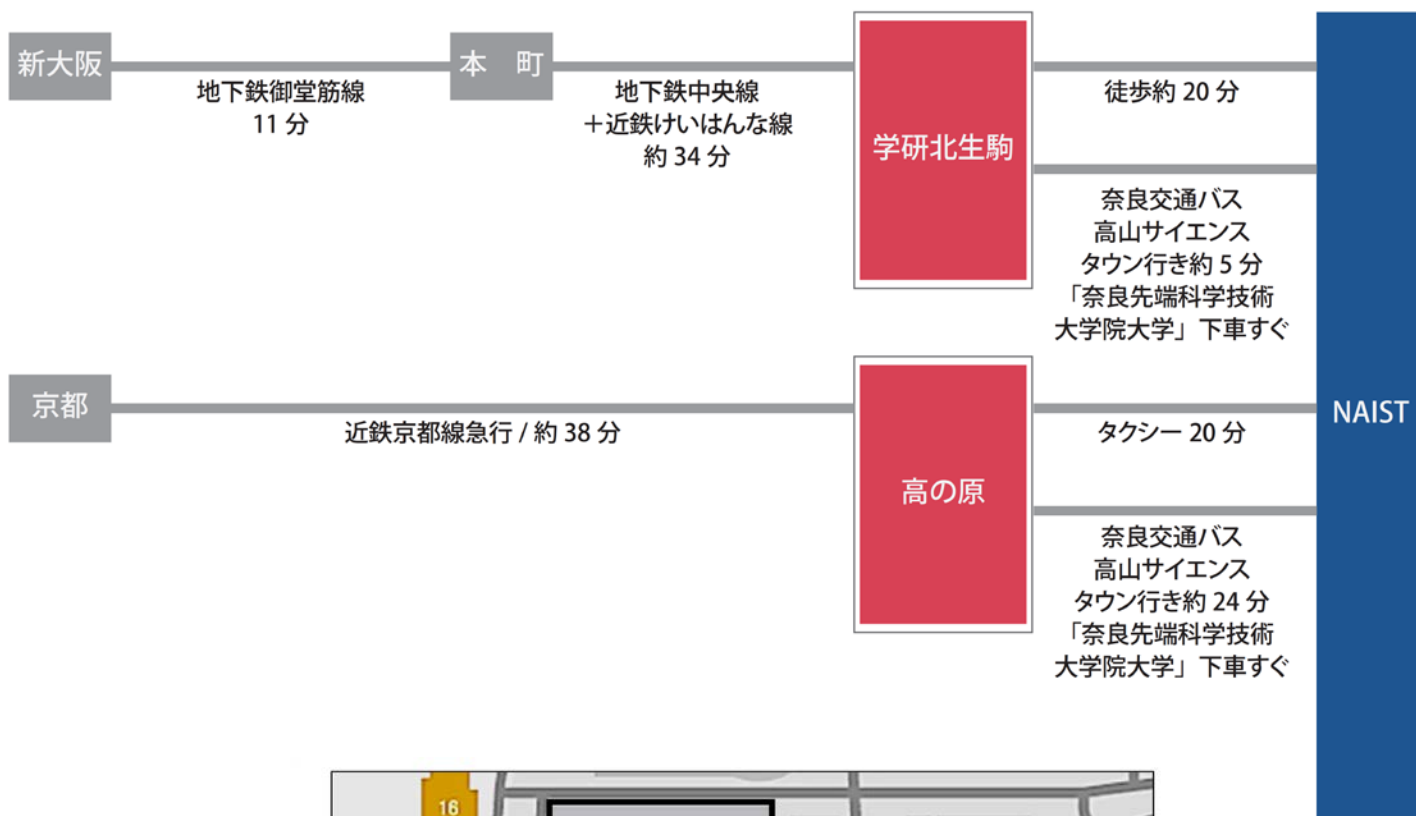 新大阪
地下鉄御堂筋線
11 分
本 町
地下鉄中央線
＋近鉄けいはんな線
約 34 分
学研北生駒
徒歩約 20 分
奈良交通バス
高山サイエンス
タウン行き約 5 分
「奈良先端科学技術
大学院大学」下車すぐ
京都
近鉄京都線急行 / 約 38 分
高の原
タクシー 20 分
奈良交通バス
高山サイエンス
タウン行き約 24 分
「奈良先端科学技術
大学院大学」下車すぐ
NAIST
16